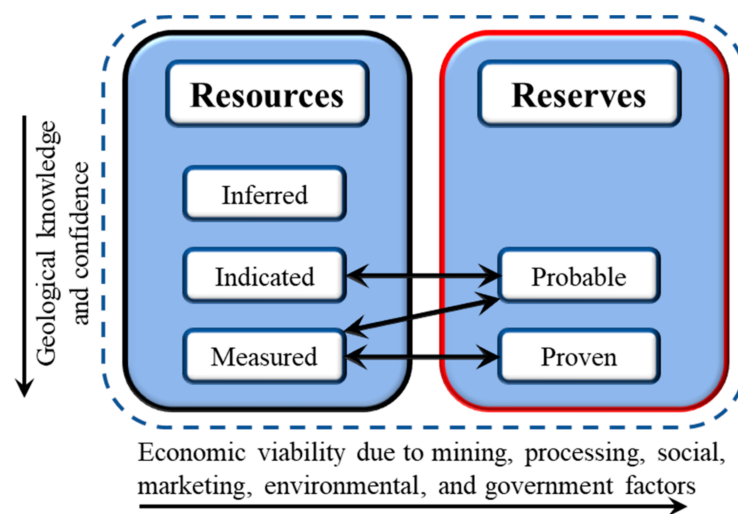 Resources
Reserves
Geological knowledge
and confidence
Inferred
Indicated
Probable
Measured
Proven
Economic viability due to mining, processing, social,
marketing, environmental, and government factors